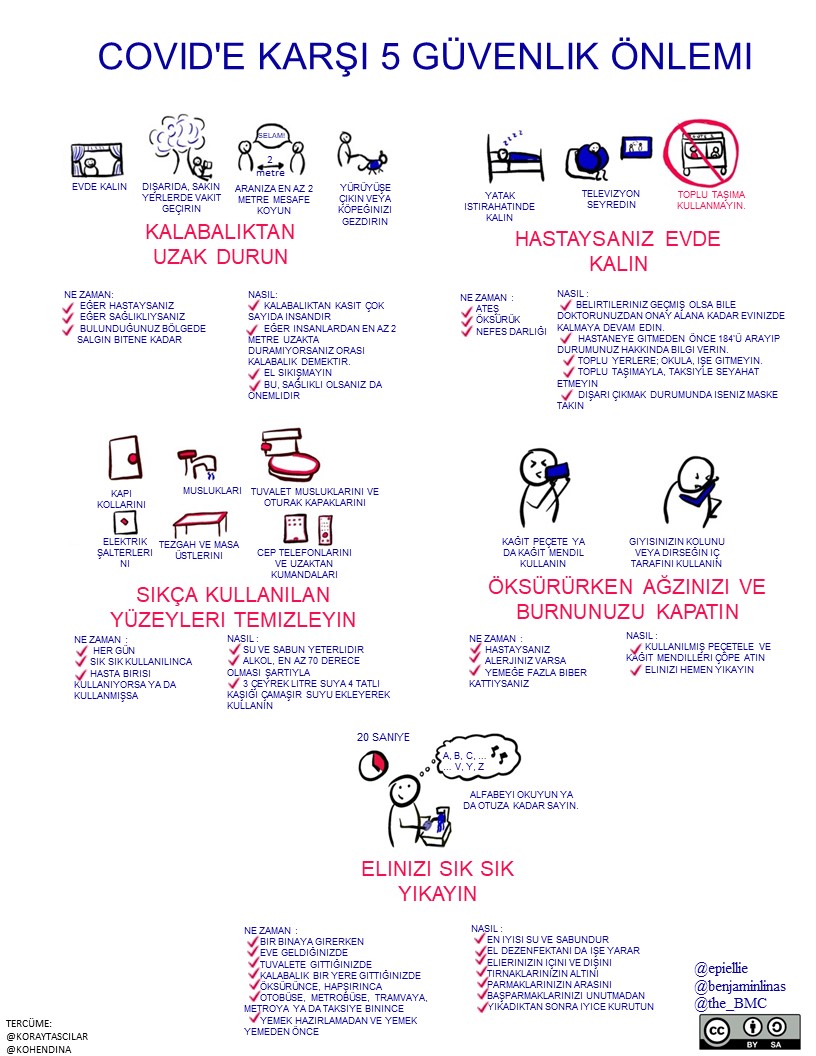 COVID'E KARŞI 5 GÜVENLIK ÖNLEMI
EVDE KALIN
DIŞARIDA, SAKIN
YERLERDE VAKIT
GEÇIRIN
SELAM!
2
metre
ARANIZA EN AZ 2
METRE MESAFE
KOYUN
YÜRÜYÜŞE
ÇIKIN VEYA
KÖPEĞINIZI
GEZDIRIN
KALABALIKTAN
UZAK DURUN
NE ZAMAN:
EĞER HASTAYSANIZ
EĞER SAĞLIKLIYSANIZ
BULUNDUĞUNUZ BÖLGEDE
SALGIN BITENE KADAR
NASIL:
KALABALIKTAN KASIT ÇOK
SAYIDA INSANDIR
EĞER INSANLARDAN EN AZ 2
METRE UZAKTA
DURAMIYORSANIZ ORASI
KALABALIK DEMEKTIR.
EL SIKIŞMAYIN
BU, SAĞLIKLI OLSANIZ DA
ÖNEMLIDIR
YATAK
ISTIRAHATINDE
KALIN
TELEVIZYON
SEYREDIN
TOPLU TAŞIMA
KULLANMAYIN.
HASTAYSANIZ EVDE
KALIN
NE ZAMAN :
ATEŞ
ÖKSÜRÜK
NEFES DARLIĞI
NASIL :
BELIRTILERINIZ GEÇMIŞ OLSA BILE
DOKTORUNUZDAN ONAY ALANA KADAR EVINIZDE
KALMAYA DEVAM EDIN.
HASTANEYE GITMEDEN ÖNCE 184'Ü ARAYIP
DURUMUNUZ HAKKINDA BILGI VERIN.
TOPLU YERLERE; OKULA, IŞE GITMEYIN.
TOPLU TAŞIMAYLA, TAKSIYLE SEYAHAT
ETMEYIN
DIŞARI ÇIKMAK DURUMUNDA ISENIZ MASKE
TAKIN
KAPI
KOLLARINI
MUSLUKLARI
TUVALET MUSLUKLARINI VE
OTURAK KAPAKLARINI
ELEKTRIK
ŞALTERLERI
NI
TEZGAH VE MASA
ÜSTLERINI
CEP TELEFONLARINI
VE UZAKTAN
KUMANDALARI
SIKÇA KULLANILAN
YÜZEYLERI TEMIZLEYIN
NE ZAMAN :
HER GÜN
SIK SIK KULLANILINCA
HASTA BIRISI
KULLANIYORSA YA DA
KULLANMIŞSA
NASIL :
SU VE SABUN YETERLIDIR
ALKOL, EN AZ 70 DERECE
OLMASI ŞARTIYLA
3 ÇEYREK LITRE SUYA 4 TATLI
KAŞIĞI ÇAMAŞIR SUYU EKLEYEREK
KULLANIN
KAĞIT PEÇETE YA
DA KAĞIT MENDIL
KULLANIN
GIYISINIZIN KOLUNU
VEYA DIRSEĞIN IÇ
TARAFINI KULLANIN
ÖKSÜRÜRKEN AĞZINIZI VE
BURNUNUZU KAPATIN
NE ZAMAN :
HASTAYSANIZ
ALERJINIZ VARSA
YEMEĞE FAZLA BIBER
KATTIYSANIZ
NASIL :
KULLANILMIŞ PEÇETELE VE
KAĞIT MENDILLERI ÇÖPE ATIN
ELINIZI HEMEN YIKAYIN
20 SANIYE
A, B, C, ...
... V, Y, Z
ALFABEYI OKUYUN YA
DA OTUZA KADAR SAYIN.
ELINIZI SIK SIK
YIKAYIN
NE ZAMAN :
BIR BINAYA GIRERKEN
EVE GELDIĞINIZDE
TUVALETE GITTIĞINIZDE
KALABALIK BIR YERE GITTIĞINIZDE
ÖKSÜRÜNCE, HAPŞIRINCA
OTOBÜSE, METROBÜSE, TRAMVAYA,
METROYA YA DA TAKSIYE BININCE
YEMEK HAZIRLAMADAN VE YEMEK
YEMEDEN ÖNCE
NASIL :
EN IYISI SU VE SABUNDUR
EL DEZENFEKTANI DA IŞE YARAR
ELlERINIZIN IÇINI VE DIŞINI
TIRNAKLARINIZIN ALTINI
PARMAKLARINIZIN ARASINI
BAŞPARMAKLARINIZI UNUTMADAN
YIKADIKTAN SONRA IYICE KURUTUN
@epiellie
@benjaminlinas
@the_BMC
cc
BY SA
TERCÜME:
@KORAYTASCILAR
@KOHENDINA